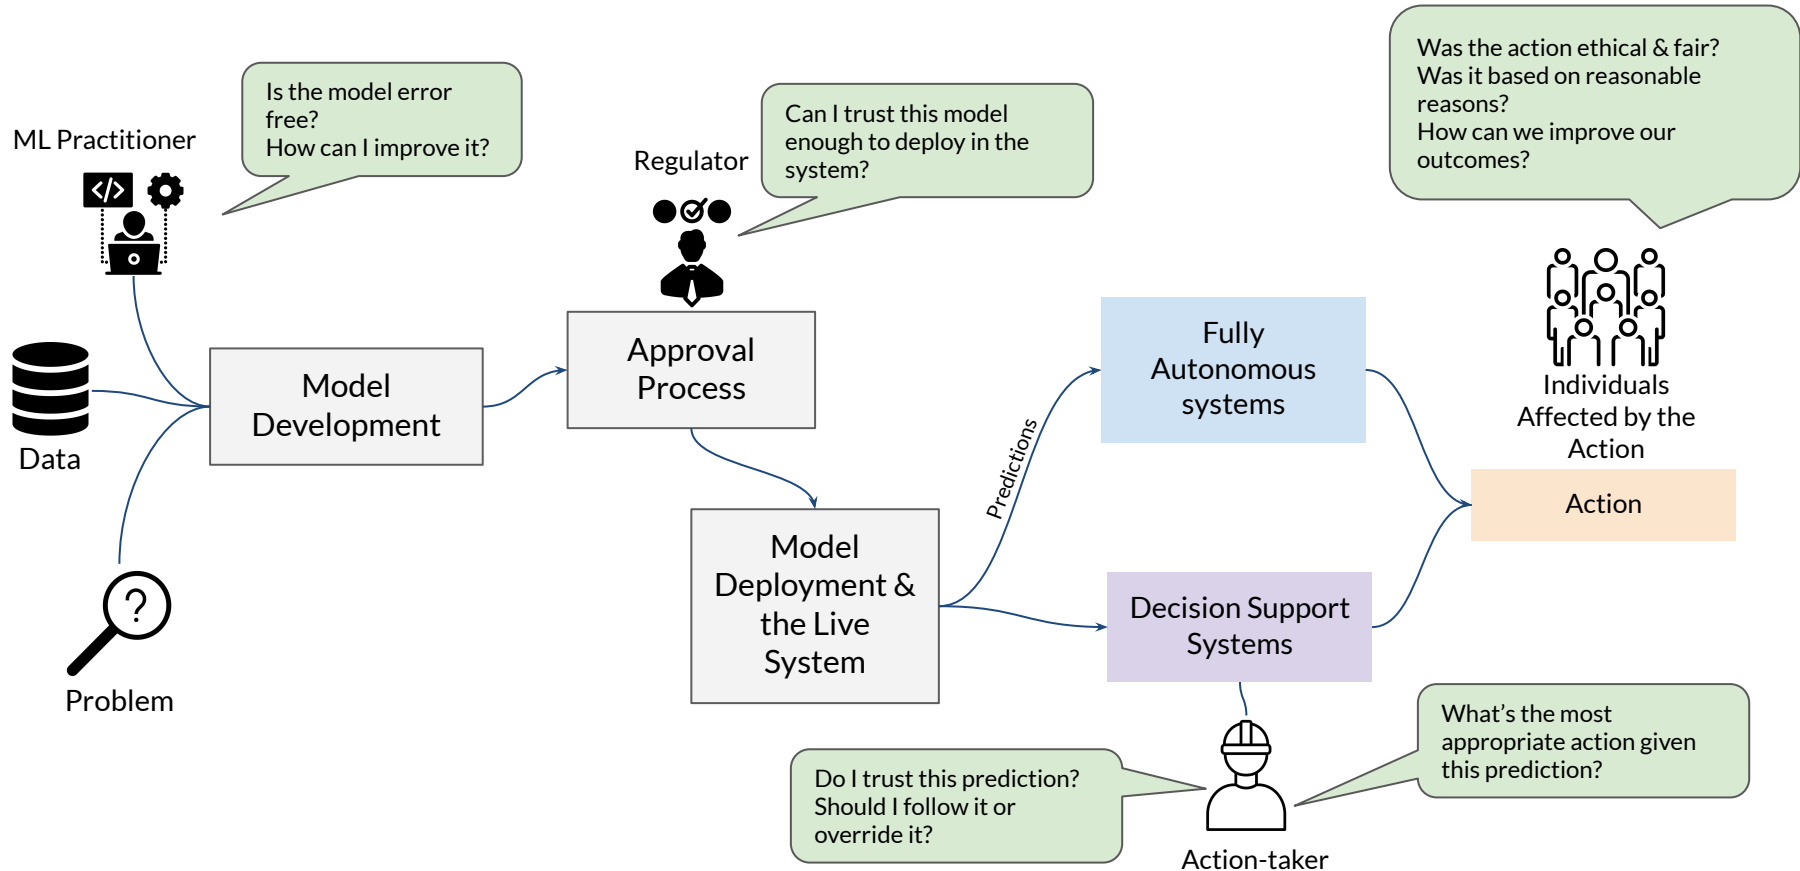 ML Practitioner
Is the model error
free?
How can I improve it?
Regulator
Can I trust this model
enough to deploy in the
system?
Was the action ethical & fair?
Was it based on reasonable
reasons?
How can we improve our
outcomes?
</>
Data
?
Problem
Model
Development
Approval
Process
Model
Deployment &
the Live
System
Predictions
Fully
Autonomous
systems
Decision Support
Systems
Individuals
Affected by the
Action
Action
Do I trust this prediction?
Should I follow it or
override it?
What’s the most
appropriate action given
this prediction?
Action-taker